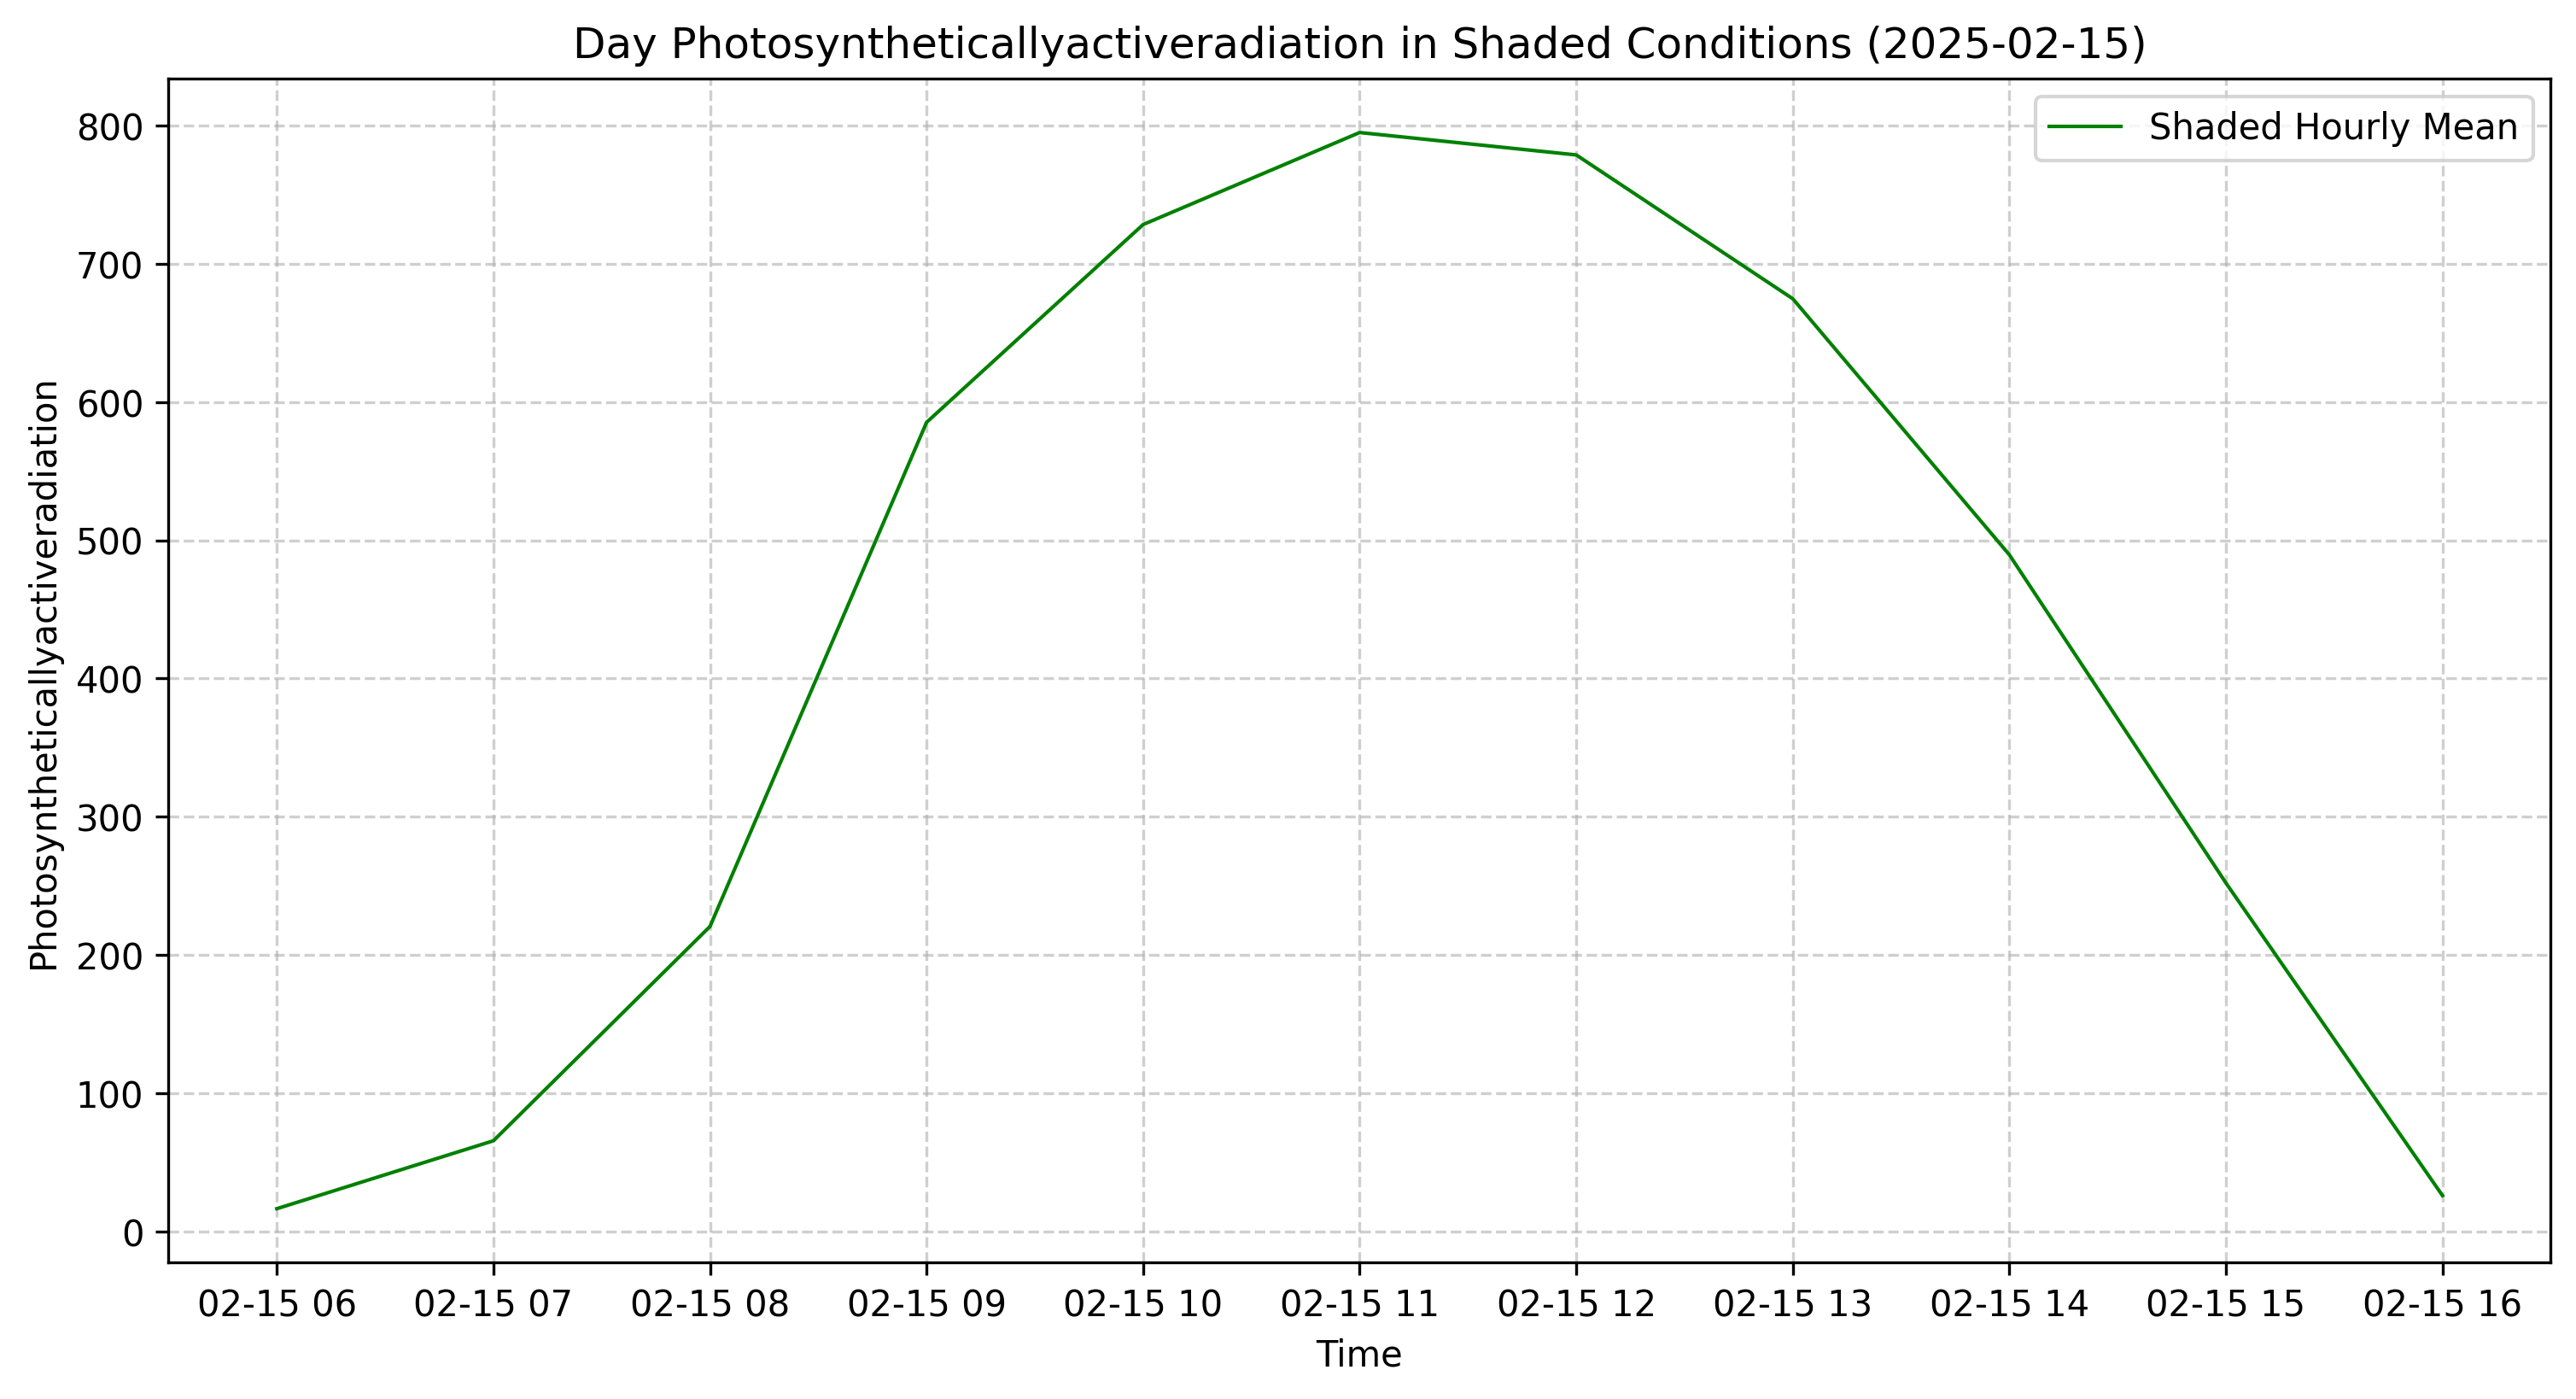 Day Photosyntheticallyactiveradiation in Shaded Conditions (2025-02-15)
Shaded Hourly Mean
Photosyntheticallyactiveradiation
800
700
600
500
400
300
200
100
0
02-15 06 02-15 07 02-15 08 02-15 09 02-15 10 02-15 11 02-15 12 02-15 13 02-15 14 02-15 15 02-15 16
Time